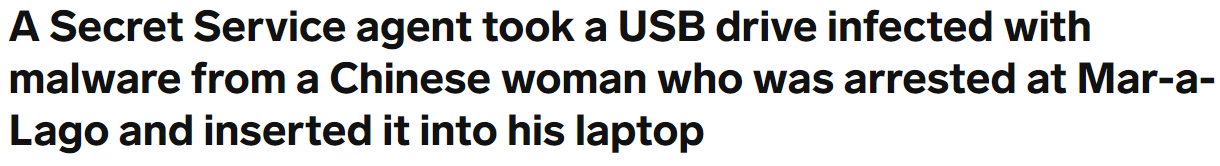 A Secret Service agent took a USB drive infected with
malware from a Chinese woman who was arrested at Mar-a-
Lago and inserted it into his laptop